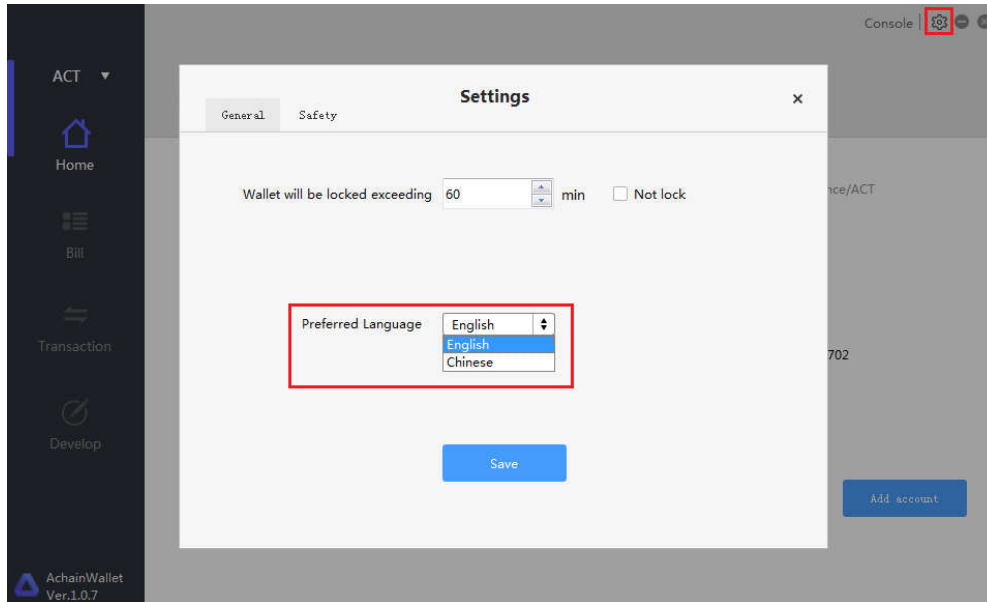 Console
ACT
Settings
General
Safety
Home
Wallet will be locked exceeding 60 min Not lock
nce/ACT
Bill
Preferred Language English
English
Chinese
Transaction
702
Develop
Save
Add account
AchainWallet
Ver.1.0.7